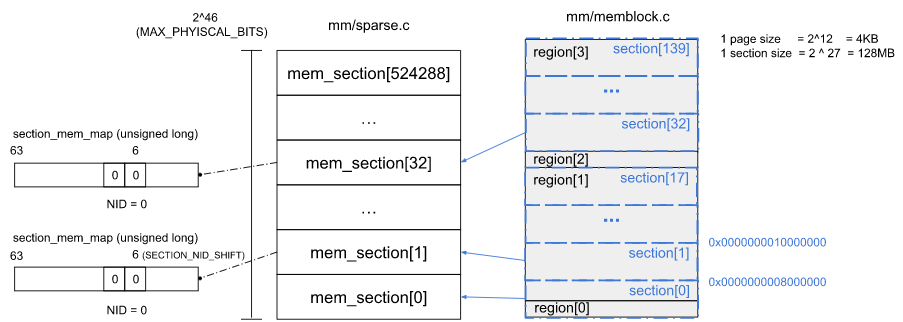 2^46
(MAX_PHYISCAL_BITS)
mm/sparse.c
mem_section[524288]
...
mem_section[32]
...
mem_section[1]
mem_section[0]
section_mem_map (unsigned long)
63 6
0 0
NID = 0
section_mem_map (unsigned long)
63 6 (SECTION_NID_SHIFT)
0 0
NID = 0
mm/memblock.c
region[3] section[139]
...
section[32]
region[2]
region[1] section[17]
...
section[1]
section[0]
region[0]
0x0000000010000000
0x0000000008000000
1 page size = 2^12 = 4KB
1 section size = 2 ^ 27 = 128MB